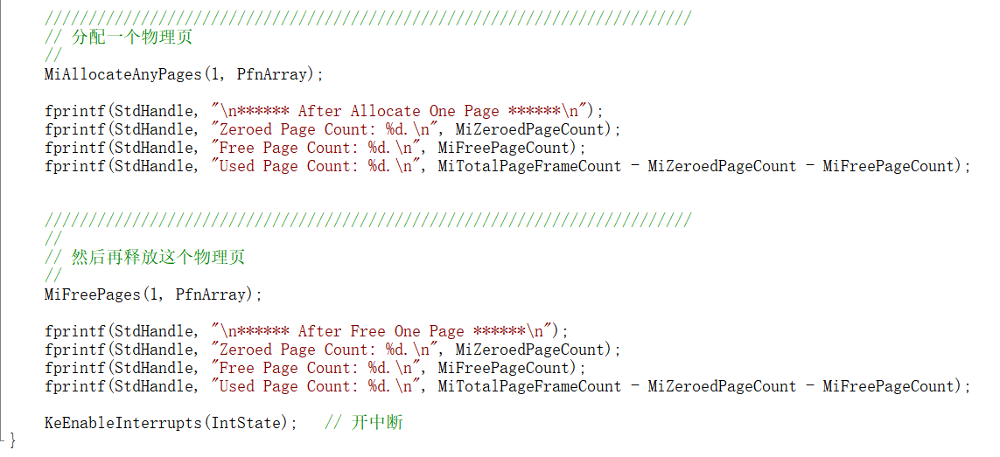 //////////////////////////////////////////////////////////////////////////
// 分配一个物理页
//
MiAllocateAnyPages(1, PfnArray);
fprintf(StdHandle, "\n****** After Allocate One Page ******\n");
fprintf(StdHandle, "Zeroed Page Count: %d.\n", MiZeroedPageCount);
fprintf(StdHandle, "Free Page Count: %d.\n", MiFreePageCount);
fprintf(StdHandle, "Used Page Count: %d.\n", MiTotalPageFrameCount - MiZeroedPageCount - MiFreePageCount);
//////////////////////////////////////////////////////////////////////////
//
// 然后再释放这个物理页
//
MiFreePages(1, PfnArray);
fprintf(StdHandle, "\n****** After Free One Page ******\n");
fprintf(StdHandle, "Zeroed Page Count: %d.\n", MiZeroedPageCount);
fprintf(StdHandle, "Free Page Count: %d.\n", MiFreePageCount);
fprintf(StdHandle, "Used Page Count: %d.\n", MiTotalPageFrameCount - MiZeroedPageCount - MiFreePageCount);
KeEnableInterrupts(IntState);   // 开中断
}